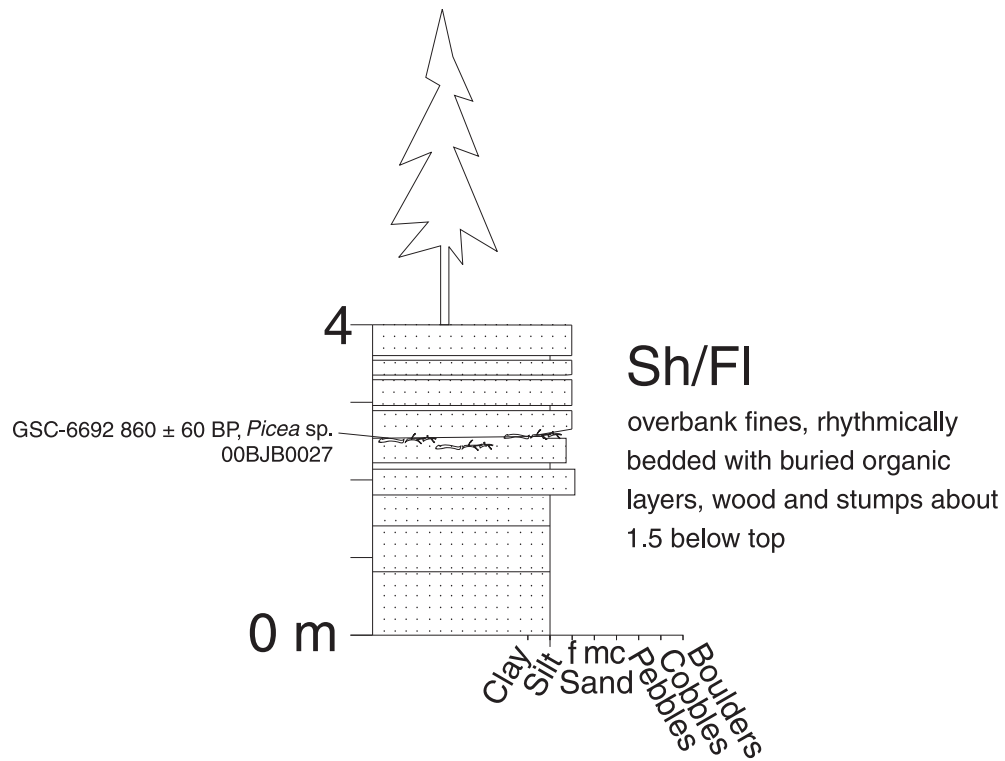 4
Sh/Fl
GSC-6692 860 ± 60 BP, Picea sp.
00BJB0027
overbank fines, rhythmically
bedded with buried organic
layers, wood and stumps about
1.5 below top
0 m
Clay
Silt
f mc
Sand
Pebbles
Cobbles
Boulders